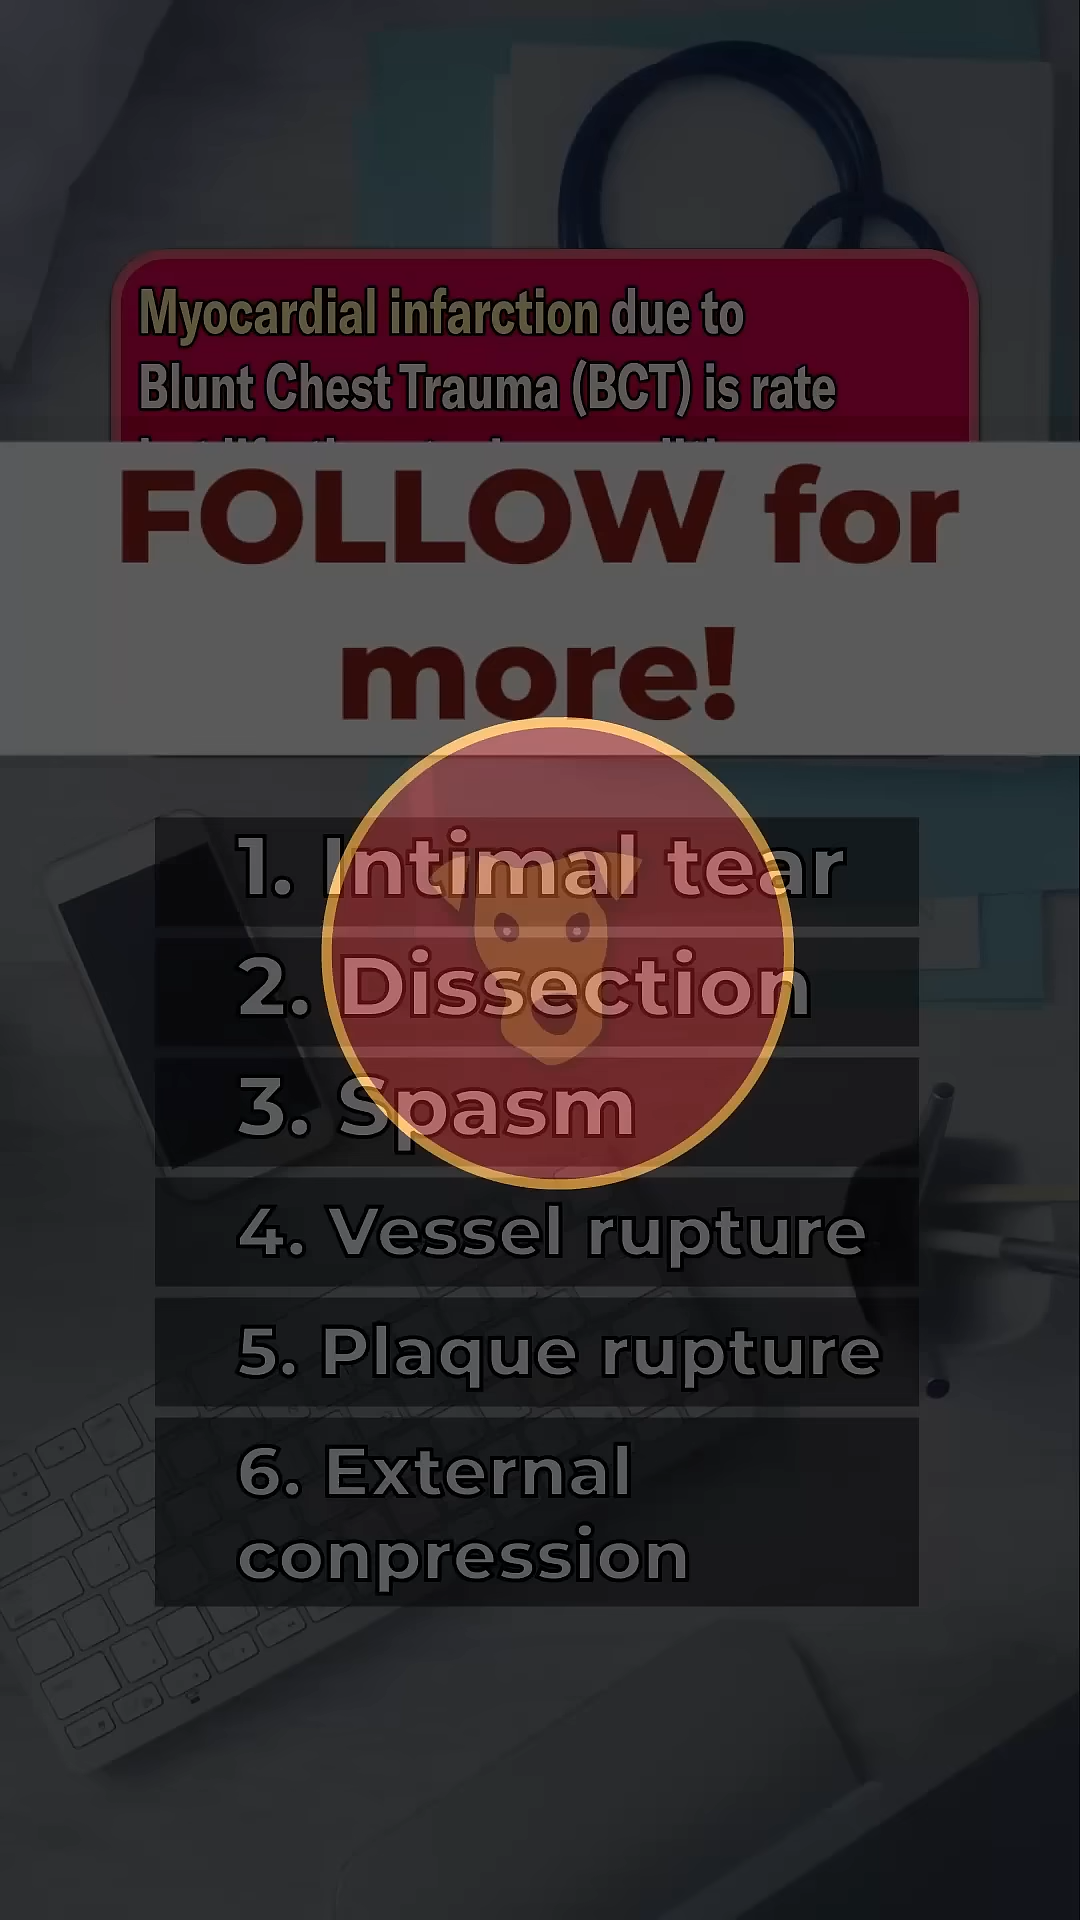 Myocardial infarction due to
Blunt Chest Trauma (BCT) is rate
FOLLOW for
more!
1. Intimal tear
2. Dissection
3. Spasm
4. Vessel rupture
5. Plaque rupture
6. External
conpression